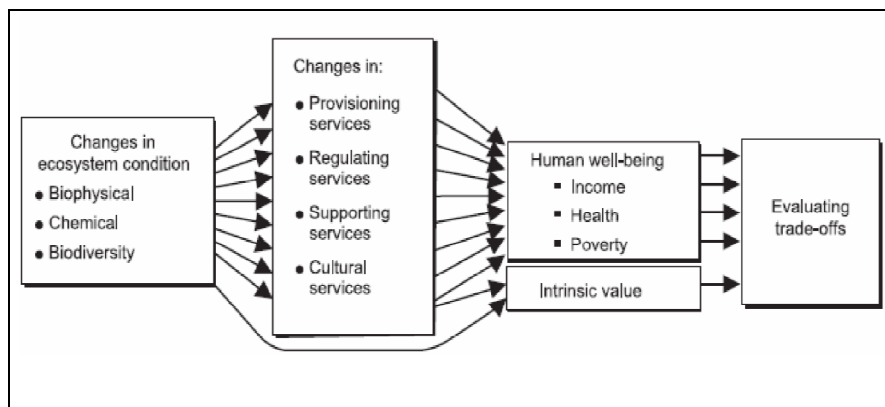 Changes in
ecosystem condition
● Biophysical
● Chemical
● Biodiversity
Changes in:
● Provisioning
services
● Regulating
services
● Supporting
services
● Cultural
services
Human well-being
▪ Income
▪ Health
▪ Poverty
Intrinsic value
Evaluating
trade-offs